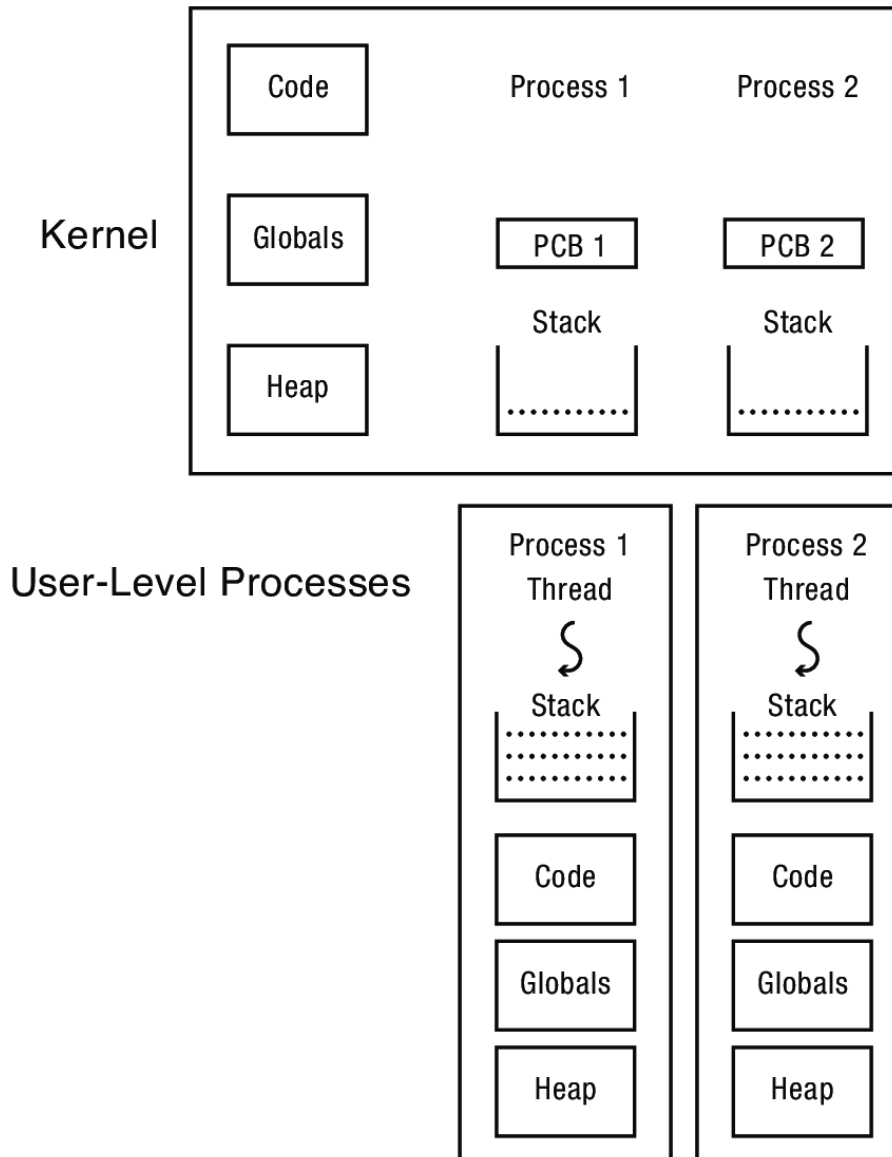 Code Process 1 Process 2
Kernel Globals PCB 1 PCB 2
Stack Stack
Heap
Process 1 Process 2
User-Level Processes Thread Thread
Stack Stack
Code Code
Globals Globals
Heap Heap